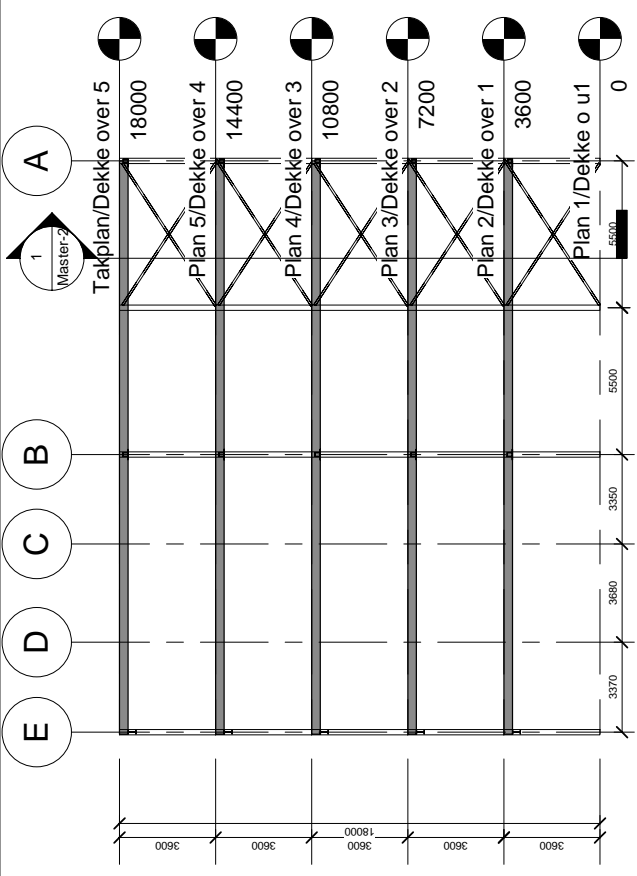 A
1
Master-2
B
C
D
E
Takplan/Dekke over 5
18000
Plan 5/Dekke over 4
14400
Plan 4/Dekke over 3
10800
Plan 3/Dekke over 2
7200
Plan 2/Dekke over 1
3600
Plan 1/Dekke o u1
0
5500
5500
3350
3680
3370
18000
3600
3600
3600
3600
3600